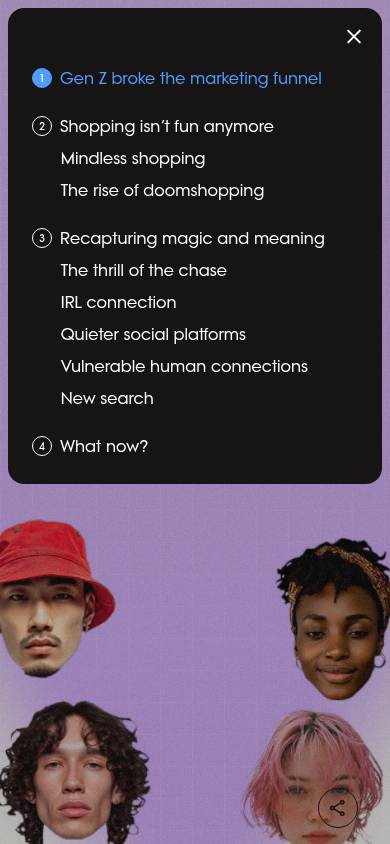 1 Gen Z broke the marketing funnel
2 Shopping isn't fun anymore
Mindless shopping
The rise of doomshopping
3 Recapturing magic and meaning
The thrill of the chase
IRL connection
Quieter social platforms
Vulnerable human connections
New search
4 What now?